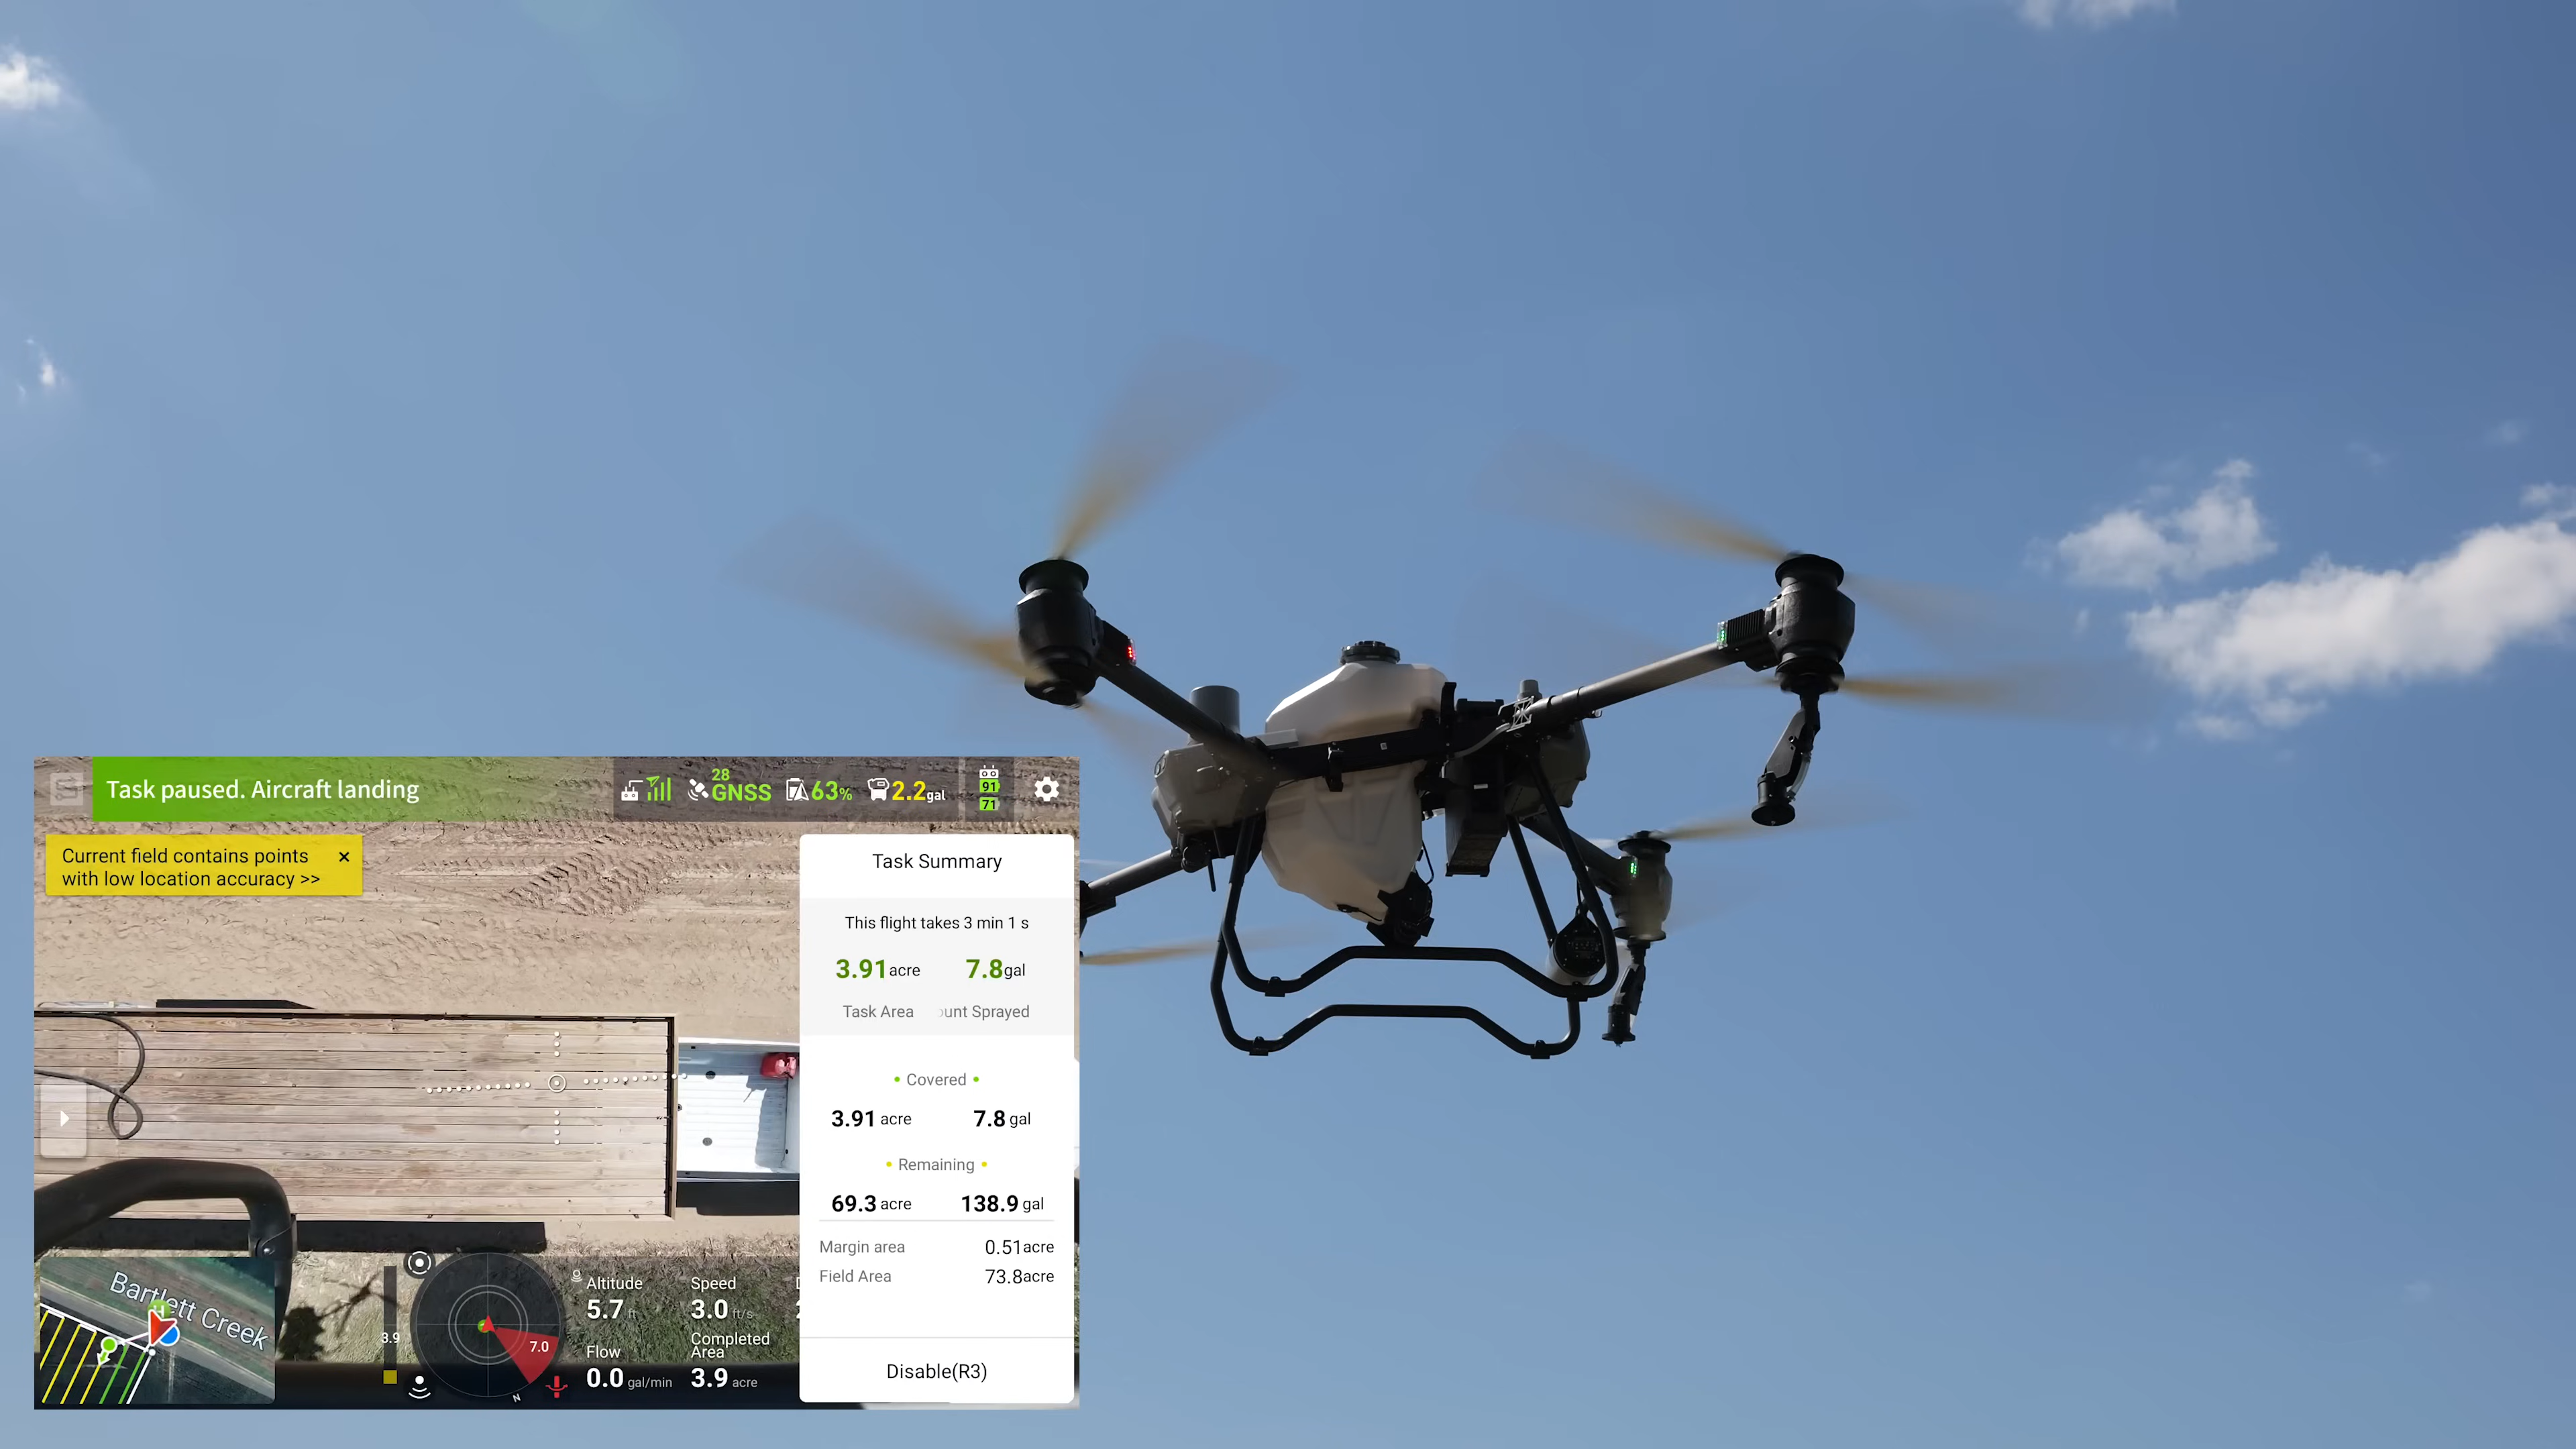 Task paused. Aircraft landing
28
GNSS
63%
2.2gal
91
71
Current field contains points
with low location accuracy >>
Task Summary
This flight takes 3 min 1 s
3.91acre 7.8gal
Task Area unt Sprayed
• Covered •
3.91 acre 7.8 gal
• Remaining •
69.3 acre 138.9 gal
Margin area 0.51acre
Field Area 73.8acre
Disable(R3)
Bartlett Creek
H
3.9
7.0
N
Altitude
5.7 ft
Speed
3.0 ft/s
Flow
0.0 gal/min
Completed
Area
3.9 acre